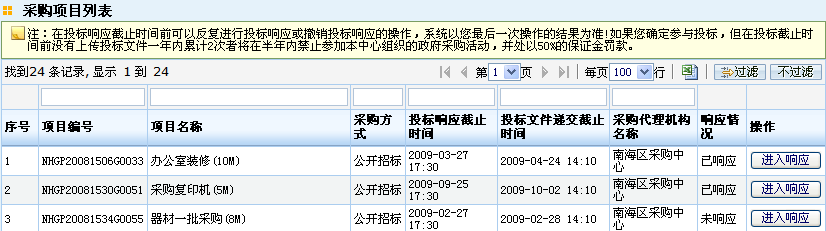 采购项目列表
注：在投标响应截止时间前可以反复进行投标响应或撤销投标响应的操作，系统以您最后一次操作的结果为准!如果您确定参与投标，但在投标截止时
间前没有上传投标文件一年内累计2次者将在半年内禁止参加本中心组织的政府采购活动，并处以50%的保证金罚款。
找到24 条记录,显示 1 到 24 第 1 页 每页 100 行 过滤 不过滤
序号 项目编号 项目名称 采购方式 投标响应截止时间 投标文件递交截止时间 采购代理机构名称 响应情况 操作
1 NHGP20081506G0033 办公室装修(10M) 公开招标 2009-03-27 17:30 2009-04-24 14:10 南海区采购中心 已响应 进入响应
2 NHGP20081530G0051 采购复印机(5M) 公开招标 2009-09-25 17:30 2009-10-02 14:10 南海区采购中心 已响应 进入响应
3 NHGP20081534G0055 器材一批采购(8M) 公开招标 2009-02-27 17:30 2009-02-28 14:10 南海区采购中心 未响应 进入响应